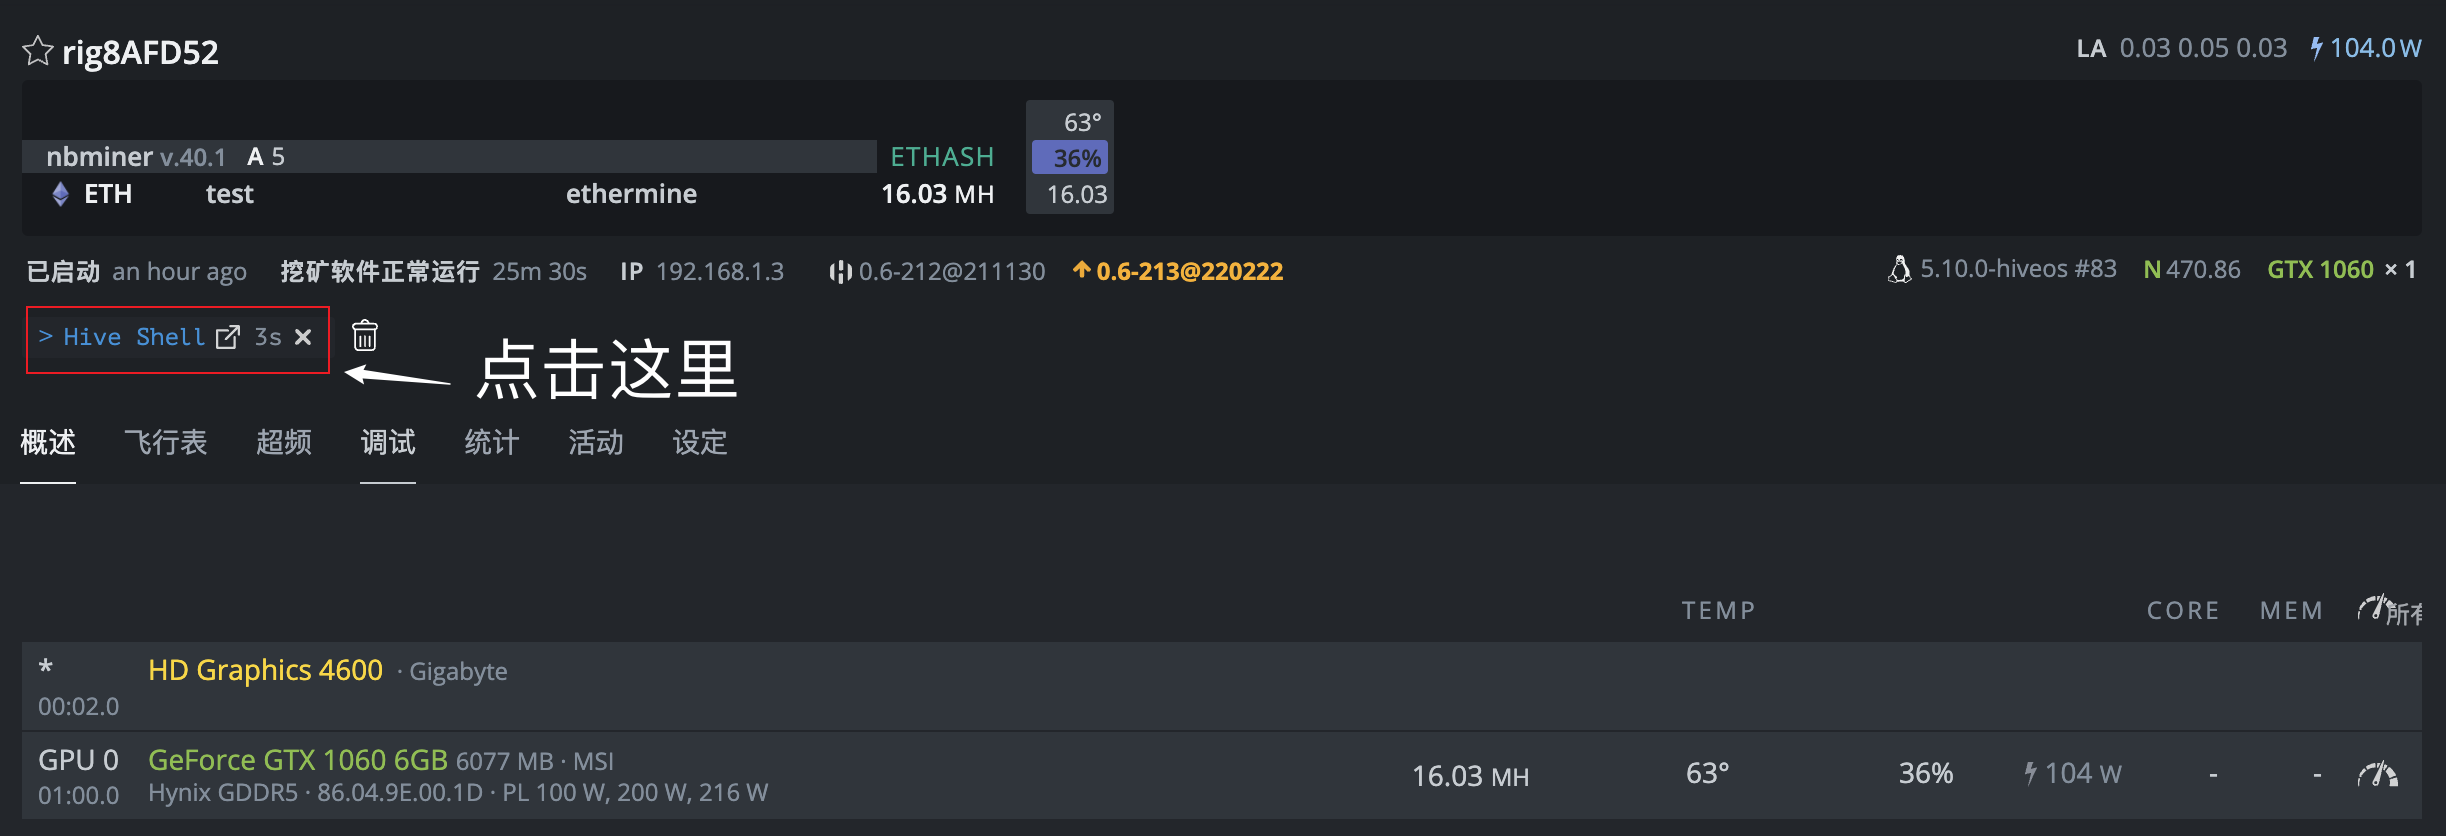 rig8AFD52 LA 0.03 0.05 0.03 104.0 W
63°
nbminer v.40.1 A 5 ETHASH 36%
ETH test ethermine 16.03 MH 16.03
已启动 an hour ago 挖矿软件正常运行 25m 30s IP 192.168.1.3 0.6-212@211130 0.6-213@220222 5.10.0-hiveos #83 N 470.86 GTX 1060 × 1
> Hive Shell 3s ×
点击这里
概述 飞行表 超频 调试 统计 活动 设定
TEMP CORE MEM 所有
* HD Graphics 4600 · Gigabyte
00:02.0
GPU 0 GeForce GTX 1060 6GB 6077 MB · MSI 16.03 MH 63° 36% 104 W - -
01:00.0 Hynix GDDR5 · 86.04.9E.00.1D · PL 100 W, 200 W, 216 W